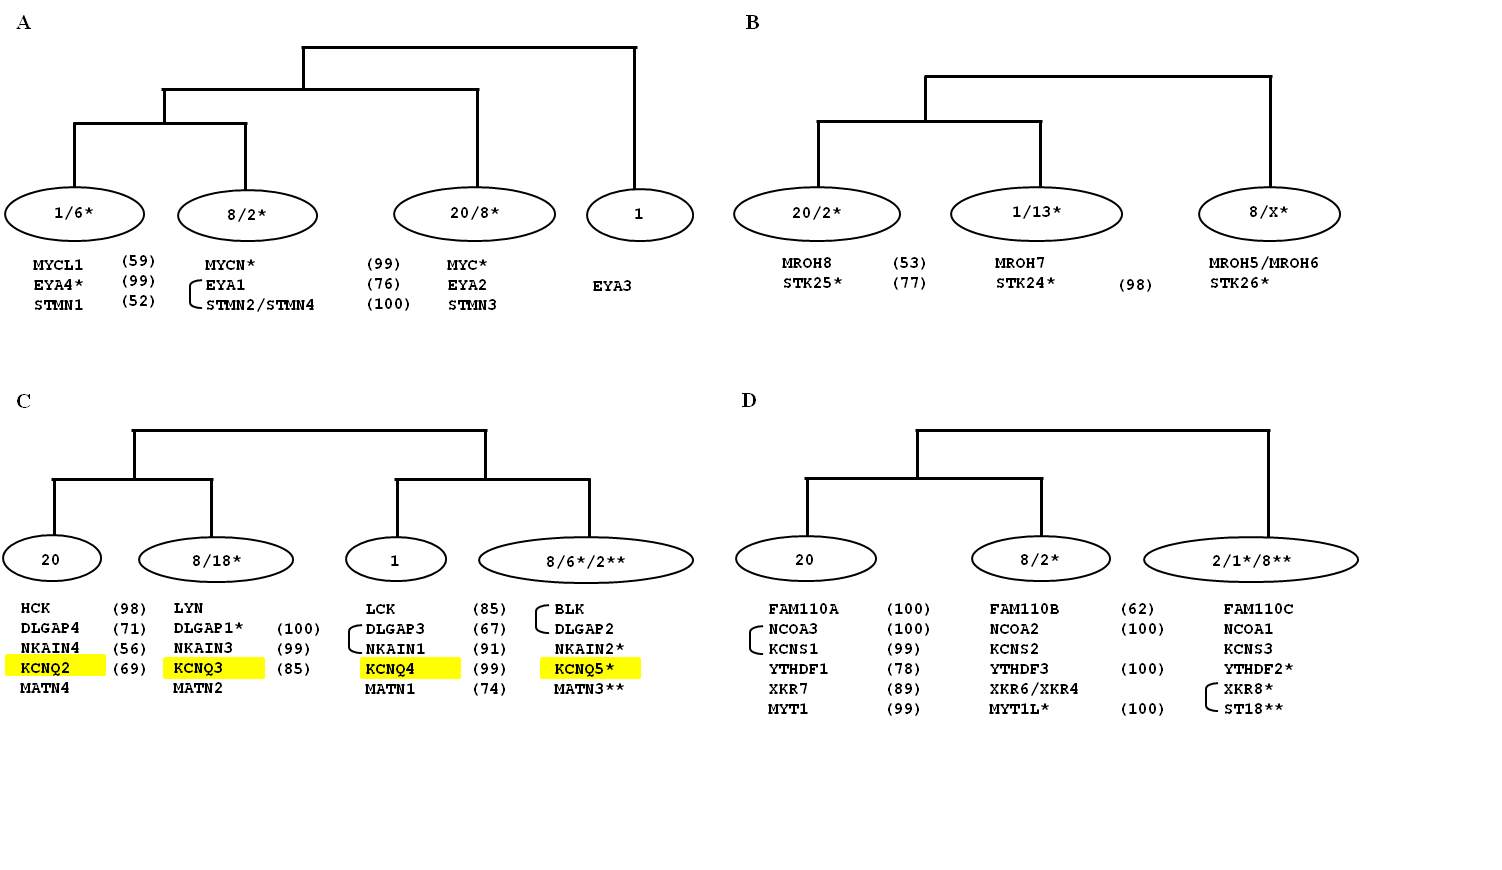 A
B
1/6*
8/2*
20/8*
1
20/2*
1/13*
8/X*
MYCL1 (59) MYCN* (99) MYC*
EYA4* (99) EYA1 (76) EYA2 EYA3
STMN1 (52) STMN2/STMN4 (100) STMN3
MROH8 (53) MROH7 MROH5/MROH6
STK25* (77) STK24* (98) STK26*
C
D
20
8/18*
1
8/6*/2**
20
8/2*
2/1*/8**
HCK (98) LYN LCK (85) BLK
DLGAP4 (71) DLGAP1* (100) DLGAP3 (67) DLGAP2
NKAIN4 (56) NKAIN3 (99) NKAIN1 (91) NKAIN2*
KCNQ2 (69) KCNQ3 (85) KCNQ4 (99) KCNQ5*
MATN4 MATN2 MATN1 (74) MATN3**
FAM110A (100) FAM110B (62) FAM110C
NCOA3 (100) NCOA2 (100) NCOA1
KCNS1 (99) KCNS2 KCNS3
YTHDF1 (78) YTHDF3 (100) YTHDF2*
XKR7 (89) XKR6/XKR4 XKR8*
MYT1 (99) MYT1L* (100) ST18**